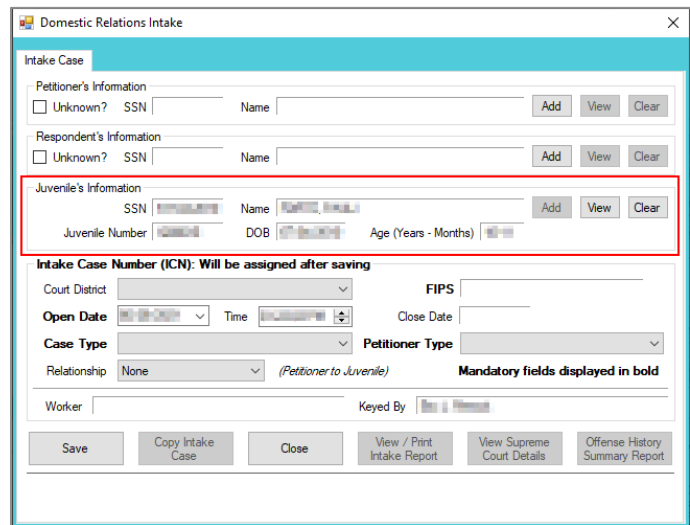 Domestic Relations Intake
Intake Case
Petitioner's Information
Unknown? SSN Name Add View Clear
Respondent's Information
Unknown? SSN Name Add View Clear
Juvenile's Information
SSN Name Add View Clear
Juvenile Number DOB Age (Years - Months)
Intake Case Number (ICN): Will be assigned after saving
Court District FIPS
Open Date Time Close Date
Case Type Petitioner Type
Relationship None (Petitioner to Juvenile) Mandatory fields displayed in bold
Worker Keyed By
Save Copy Intake Case Close View / Print Intake Report View Supreme Court Details Offense History Summary Report